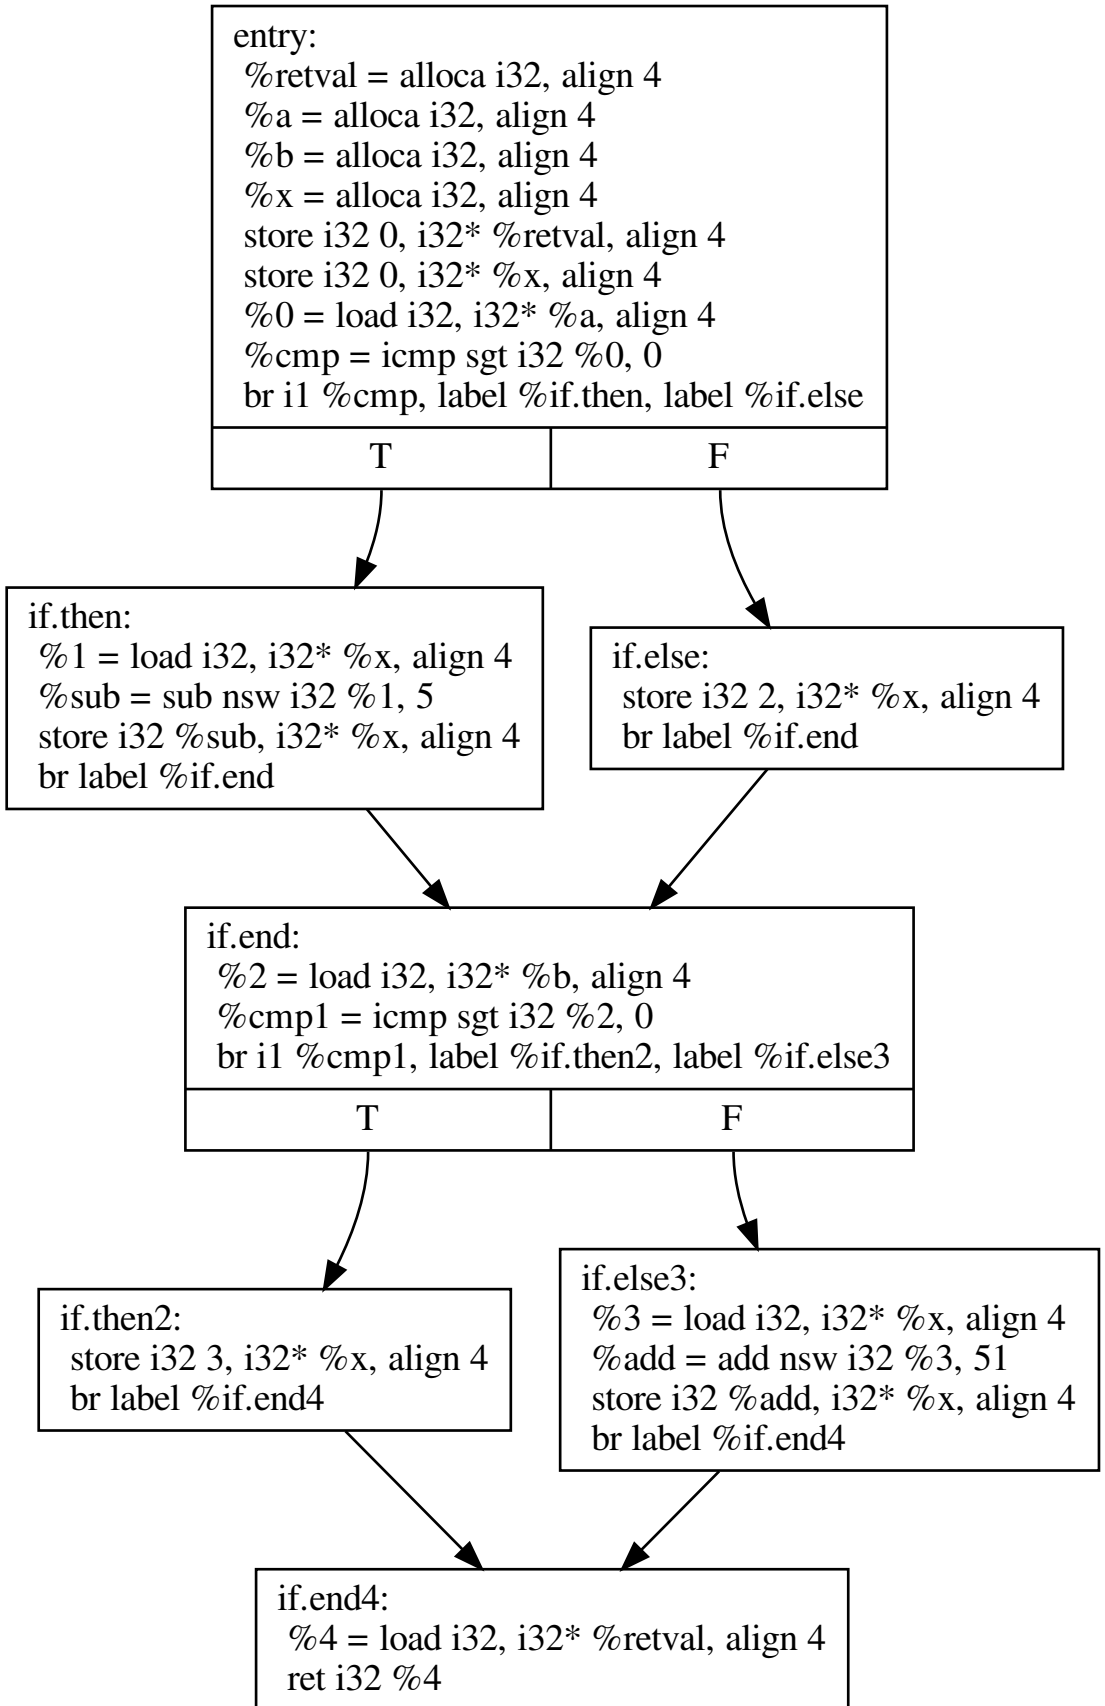 entry:
%retval = alloca i32, align 4
%a = alloca i32, align 4
%b = alloca i32, align 4
%x = alloca i32, align 4
store i32 0, i32* %retval, align 4
store i32 0, i32* %x, align 4
%0 = load i32, i32* %a, align 4
%cmp = icmp sgt i32 %0, 0
br i1 %cmp, label %if.then, label %if.else
T
F
if.then:
%1 = load i32, i32* %x, align 4
%sub = sub nsw i32 %1, 5
store i32 %sub, i32* %x, align 4
br label %if.end
if.else:
store i32 2, i32* %x, align 4
br label %if.end
if.end:
%2 = load i32, i32* %b, align 4
%cmp1 = icmp sgt i32 %2, 0
br i1 %cmp1, label %if.then2, label %if.else3
T
F
if.then2:
store i32 3, i32* %x, align 4
br label %if.end4
if.else3:
%3 = load i32, i32* %x, align 4
%add = add nsw i32 %3, 51
store i32 %add, i32* %x, align 4
br label %if.end4
if.end4:
%4 = load i32, i32* %retval, align 4
ret i32 %4